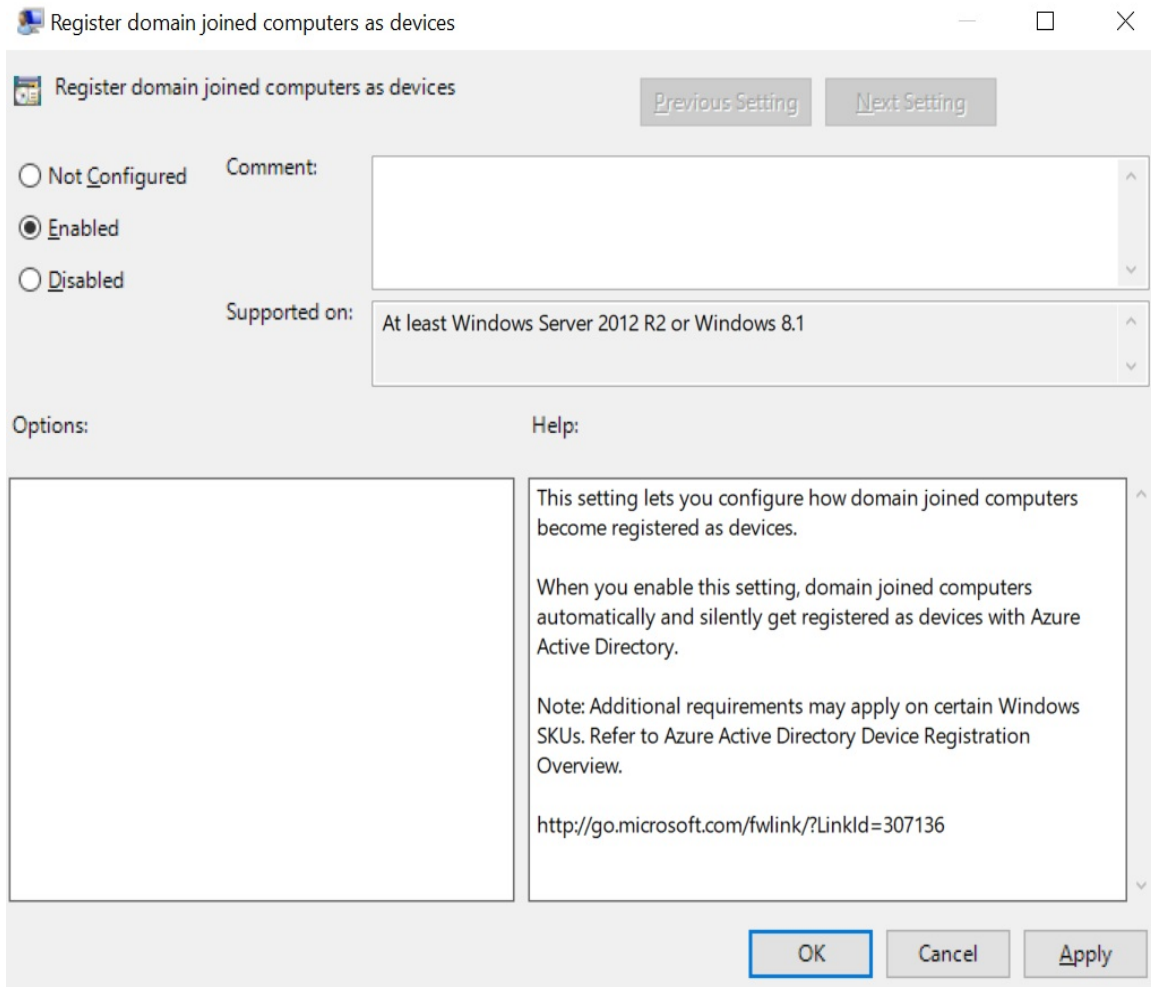 Register domain joined computers as devices
Register domain joined computers as devices
Previous Setting
Next Setting
Not Configured
Comment:
Enabled
Disabled
Supported on:
At least Windows Server 2012 R2 or Windows 8.1
Options:
Help:
This setting lets you configure how domain joined computers
become registered as devices.
When you enable this setting, domain joined computers
automatically and silently get registered as devices with Azure
Active Directory.
Note: Additional requirements may apply on certain Windows
SKUs. Refer to Azure Active Directory Device Registration
Overview.
http://go.microsoft.com/fwlink/?LinkId=307136
OK
Cancel
Apply